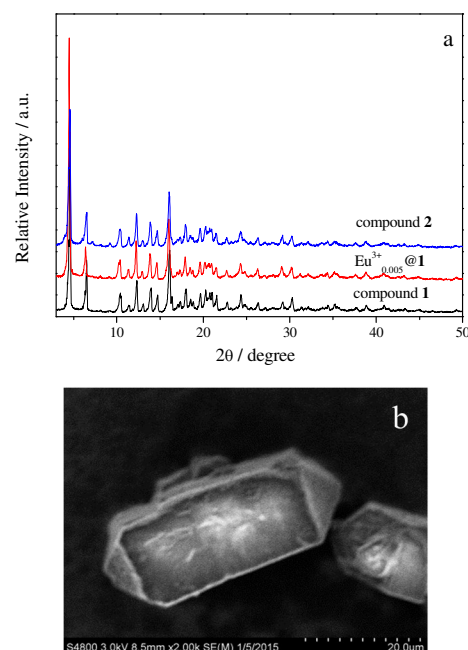 a
Relative Intensity / a.u.
compound 2
Eu³⁺₀.₀₀₅@1
compound 1
10 20 30 40 50
2θ / degree
b
S4800 3.0kV 8.5mm x2.00k SE(M) 1/5/2015 20.0um